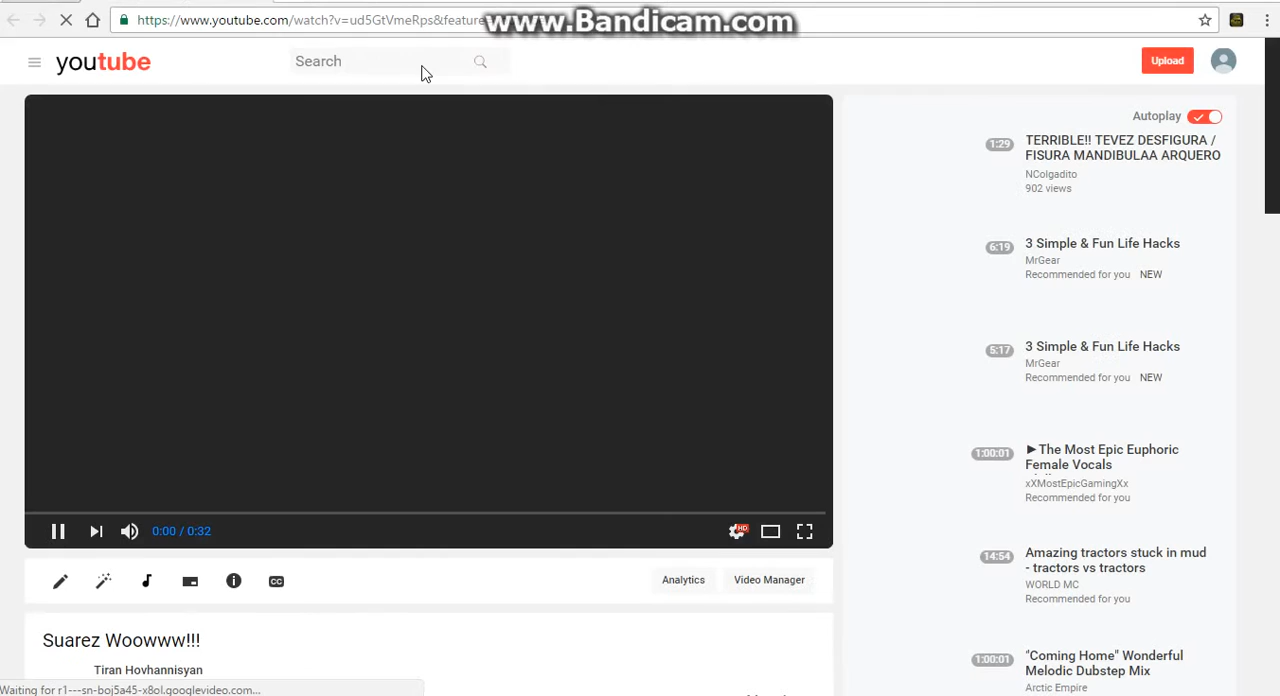 https://www.youtube.com/watch?v=ud5GtVmeRps&feature=
www.Bandicam.com
youtube
Search
Upload
Autoplay
1:29
TERRIBLE!! TEVEZ DESFIGURA /
FISURA MANDIBULAA ARQUERO
NColgadito
902 views
6:19
3 Simple & Fun Life Hacks
MrGear
Recommended for you NEW
5:17
3 Simple & Fun Life Hacks
MrGear
Recommended for you NEW
1:00:01
►The Most Epic Euphoric
Female Vocals
xXMostEpicGamingXx
Recommended for you
14:54
Amazing tractors stuck in mud
- tractors vs tractors
WORLD MC
Recommended for you
1:00:01
"Coming Home" Wonderful
Melodic Dubstep Mix
Arctic Empire
0:00 / 0:32
HD
CC
Analytics
Video Manager
Suarez Woowww!!!
Tiran Hovhannisyan
Waiting for r1---sn-boj5a45-x8ol.googlevideo.com...